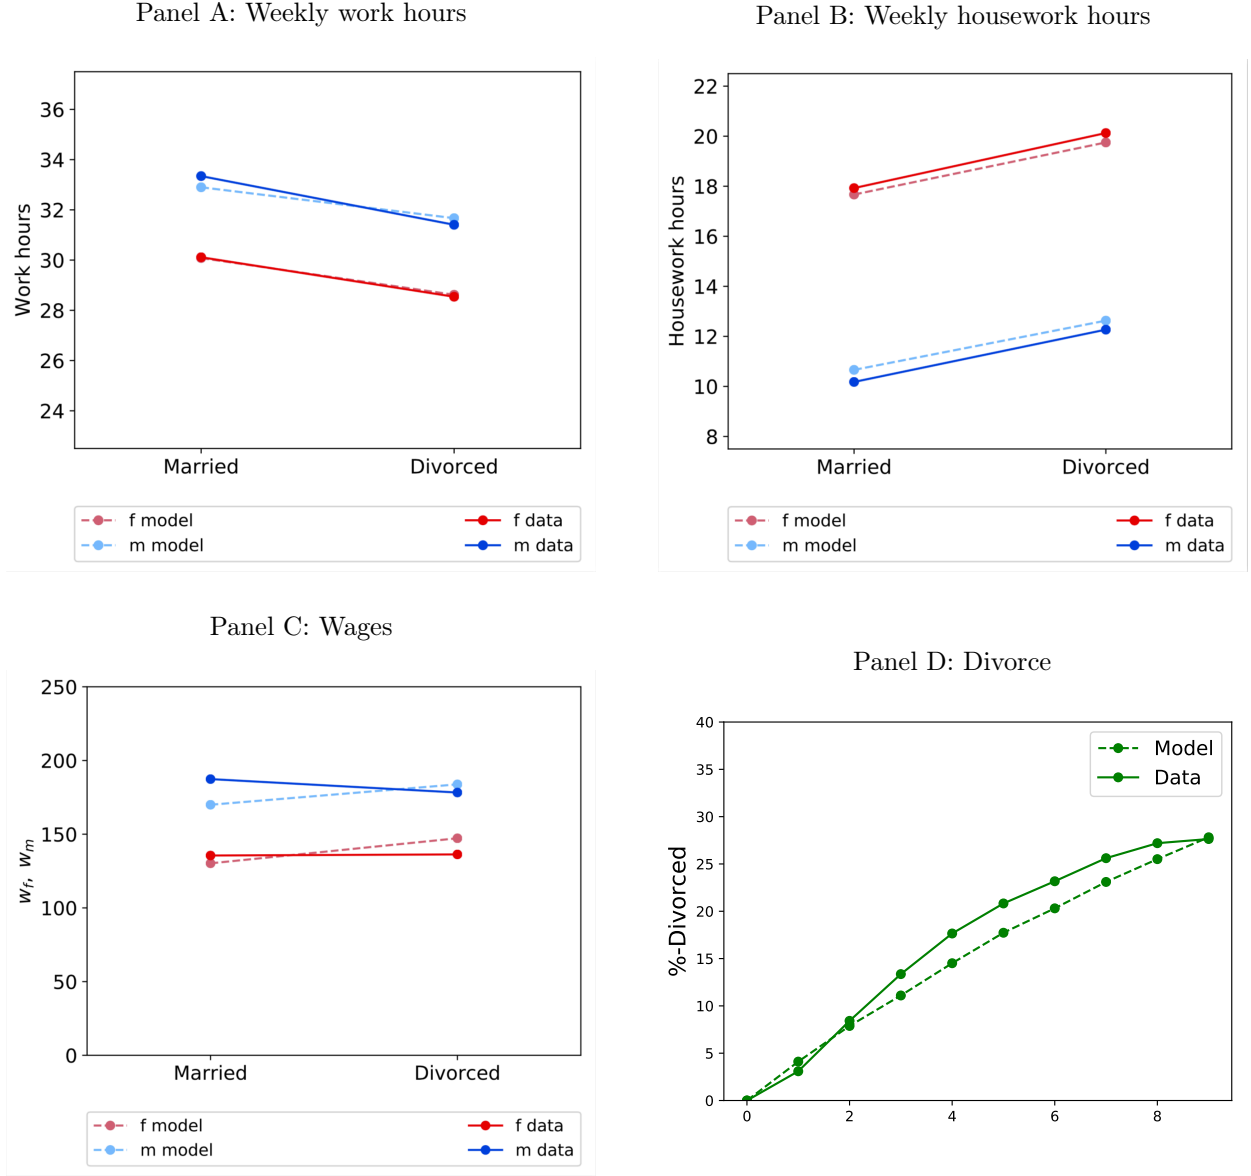 Panel A: Weekly work hours
36
34
32
30
28
26
24
Work hours
Married Divorced
f model f data
m model m data
Panel B: Weekly housework hours
22
20
18
16
14
12
10
8
Housework hours
Married Divorced
f model f data
m model m data
Panel C: Wages
250
200
150
100
50
0
w_f, w_m
Married Divorced
f model f data
m model m data
Panel D: Divorce
40
35
30
25
20
15
10
5
0
%-Divorced
Model
Data
0 2 4 6 8